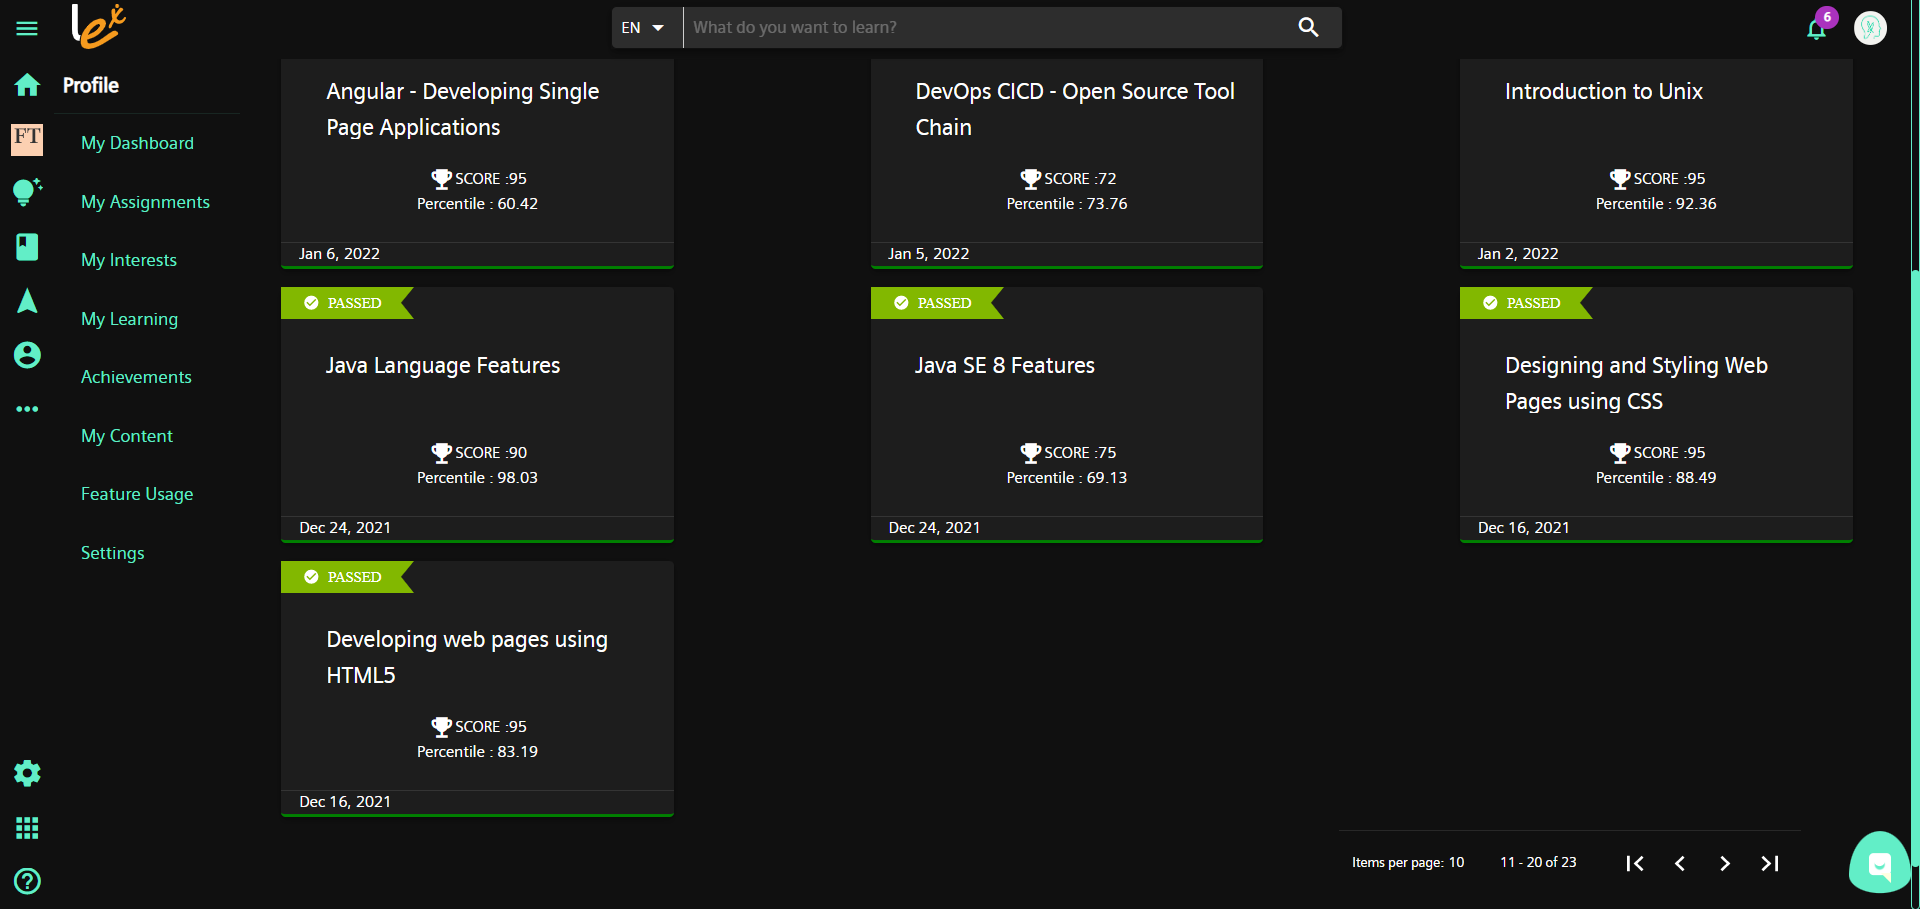 Lex
EN
What do you want to learn?
6
Profile
FT
My Dashboard
My Assignments
My Interests
My Learning
Achievements
My Content
Feature Usage
Settings
Angular - Developing Single
Page Applications
SCORE :95
Percentile : 60.42
Jan 6, 2022
DevOps CICD - Open Source Tool
Chain
SCORE :72
Percentile : 73.76
Jan 5, 2022
Introduction to Unix
SCORE :95
Percentile : 92.36
Jan 2, 2022
PASSED
Java Language Features
SCORE :90
Percentile : 98.03
Dec 24, 2021
PASSED
Java SE 8 Features
SCORE :75
Percentile : 69.13
Dec 24, 2021
PASSED
Designing and Styling Web
Pages using CSS
SCORE :95
Percentile : 88.49
Dec 16, 2021
PASSED
Developing web pages using
HTML5
SCORE :95
Percentile : 83.19
Dec 16, 2021
Items per page: 10
11 - 20 of 23